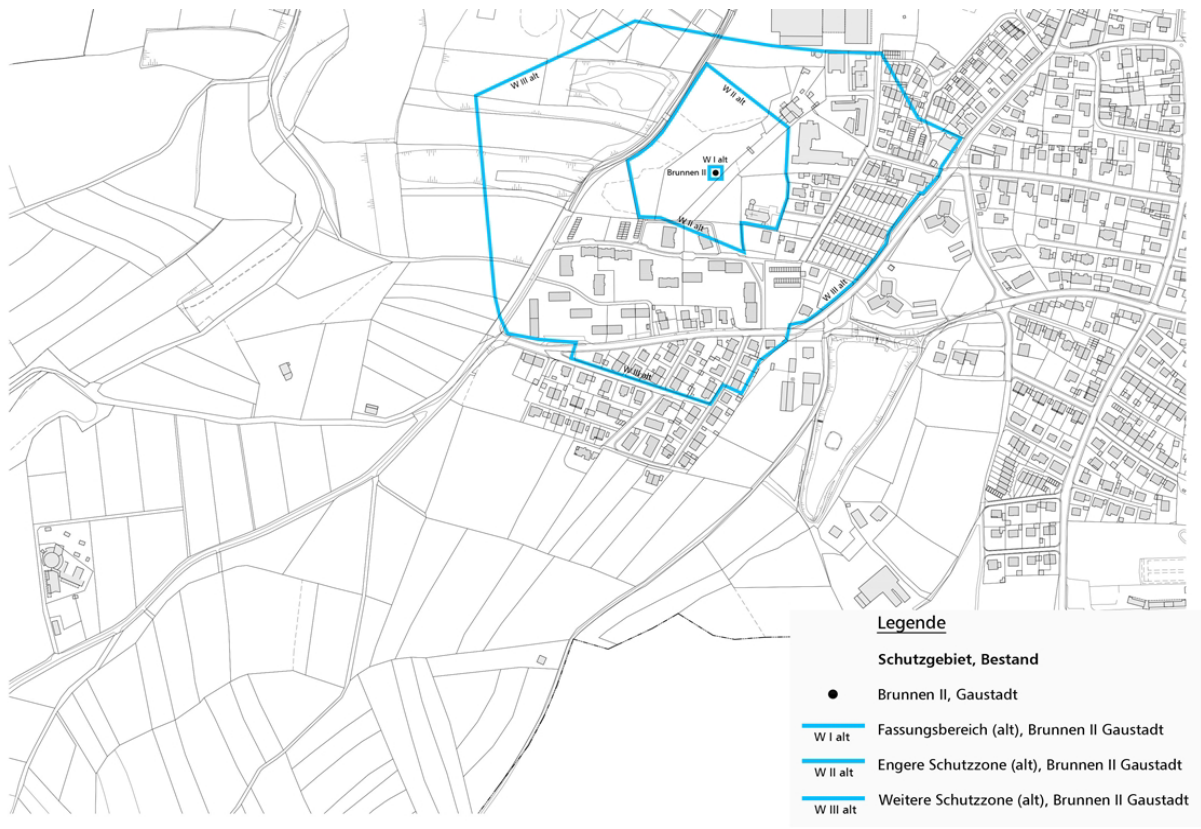 W III alt
W II alt
W I alt
Brunnen II
W II alt
W III alt
W III alt
Legende
Schutzgebiet, Bestand
Brunnen II, Gaustadt
W I alt Fassungsbereich (alt), Brunnen II Gaustadt
W II alt Engere Schutzzone (alt), Brunnen II Gaustadt
W III alt Weitere Schutzzone (alt), Brunnen II Gaustadt